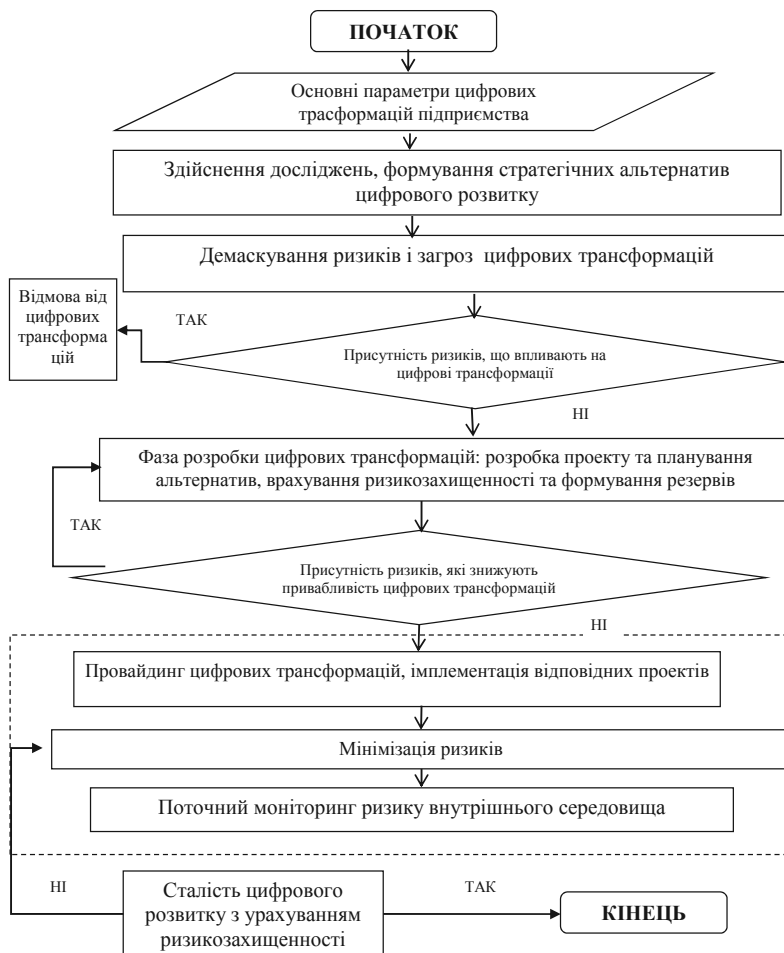 ПОЧАТОК
Основні параметри цифрових
трасформацій підприємства
Здійснення досліджень, формування стратегічних альтернатив
цифрового розвитку
Демаскування ризиків і загроз цифрових трансформацій
Відмова від
цифрових
трансформа
цій
ТАК
Присутність ризиків, що впливають на
цифрові трансформації
НІ
Фаза розробки цифрових трансформацій: розробка проекту та планування
альтернатив, врахування ризикозахищенності та формування резервів
ТАК
Присутність ризиків, які знижують
привабливість цифрових трансформацій
НІ
Провайдинг цифрових трансформацій, імплементація відповідних проектів
Мінімізація ризиків
Поточний моніторинг ризику внутрішнього середовища
НІ
Сталість цифрового
розвитку з урахуванням
ризикозахищенності
ТАК
КІНЕЦЬ